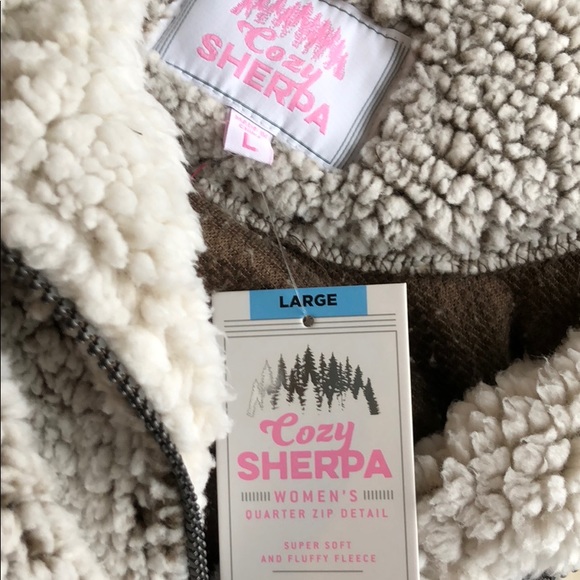 Cozy
SHERPA
L
LARGE
Cozy
SHERPA
WOMEN'S
QUARTER ZIP DETAIL
SUPER SOFT
AND FLUFFY FLEECE